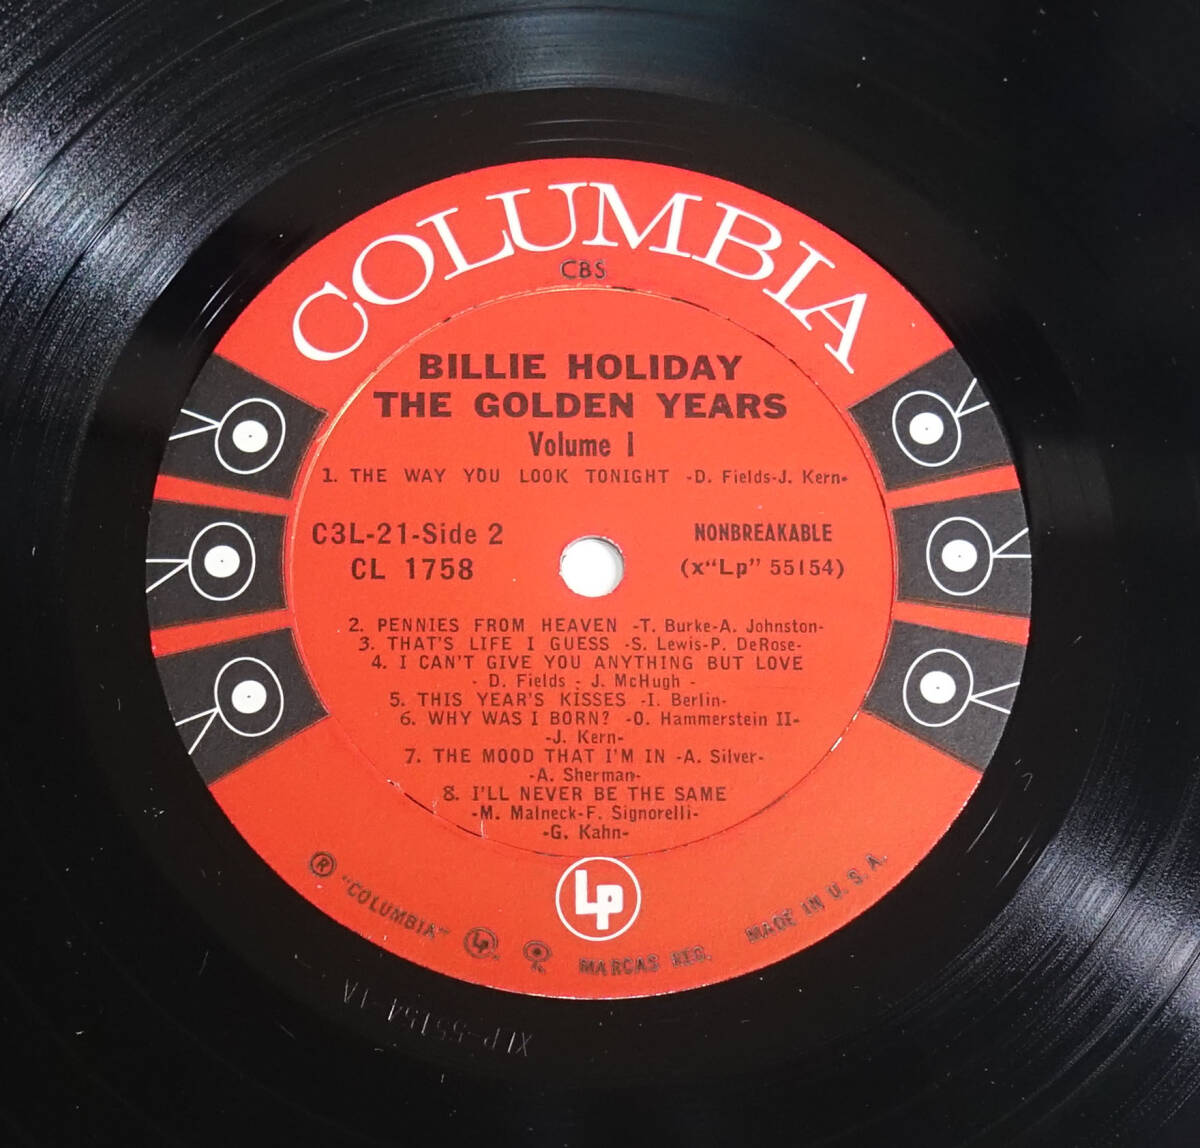 COLUMBIA
CBS
BILLIE HOLIDAY
THE GOLDEN YEARS
Volume I
1. THE WAY YOU LOOK TONIGHT -D. Fields-J. Kern-
C3L-21-Side 2
CL 1758
NONBREAKABLE
(x"Lp" 55154)
2. PENNIES FROM HEAVEN -T. Burke-A. Johnston-
3. THAT'S LIFE I GUESS -S. Lewis-P. DeRose-
4. I CAN'T GIVE YOU ANYTHING BUT LOVE
- D. Fields - J. McHugh -
5. THIS YEAR'S KISSES -I. Berlin-
6. WHY WAS I BORN? -O. Hammerstein II-
-J. Kern-
7. THE MOOD THAT I'M IN -A. Silver-
-A. Sherman-
8. I'LL NEVER BE THE SAME
-M. Malneck-F. Signorelli-
-G. Kahn-
Lp
® "COLUMBIA" Lp MARCAS REG. MADE IN U.S.A.
XLP-55154-1A